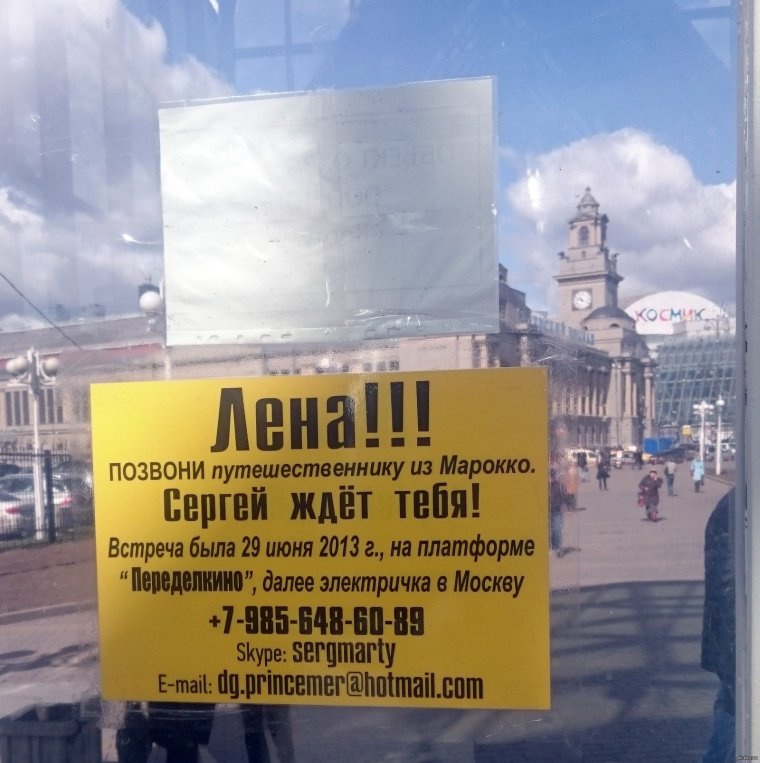 ОБЪЕКТ
КОСМИК
Лена!!!
ПОЗВОНИ путешественнику из Марокко.
Сергей ждёт тебя!
Встреча была 29 июня 2013 г., на платформе
"Переделкино", далее электричка в Москву
+7-985-648-60-89
Skype: sergmarty
E-mail: dg.princemer@hotmail.com